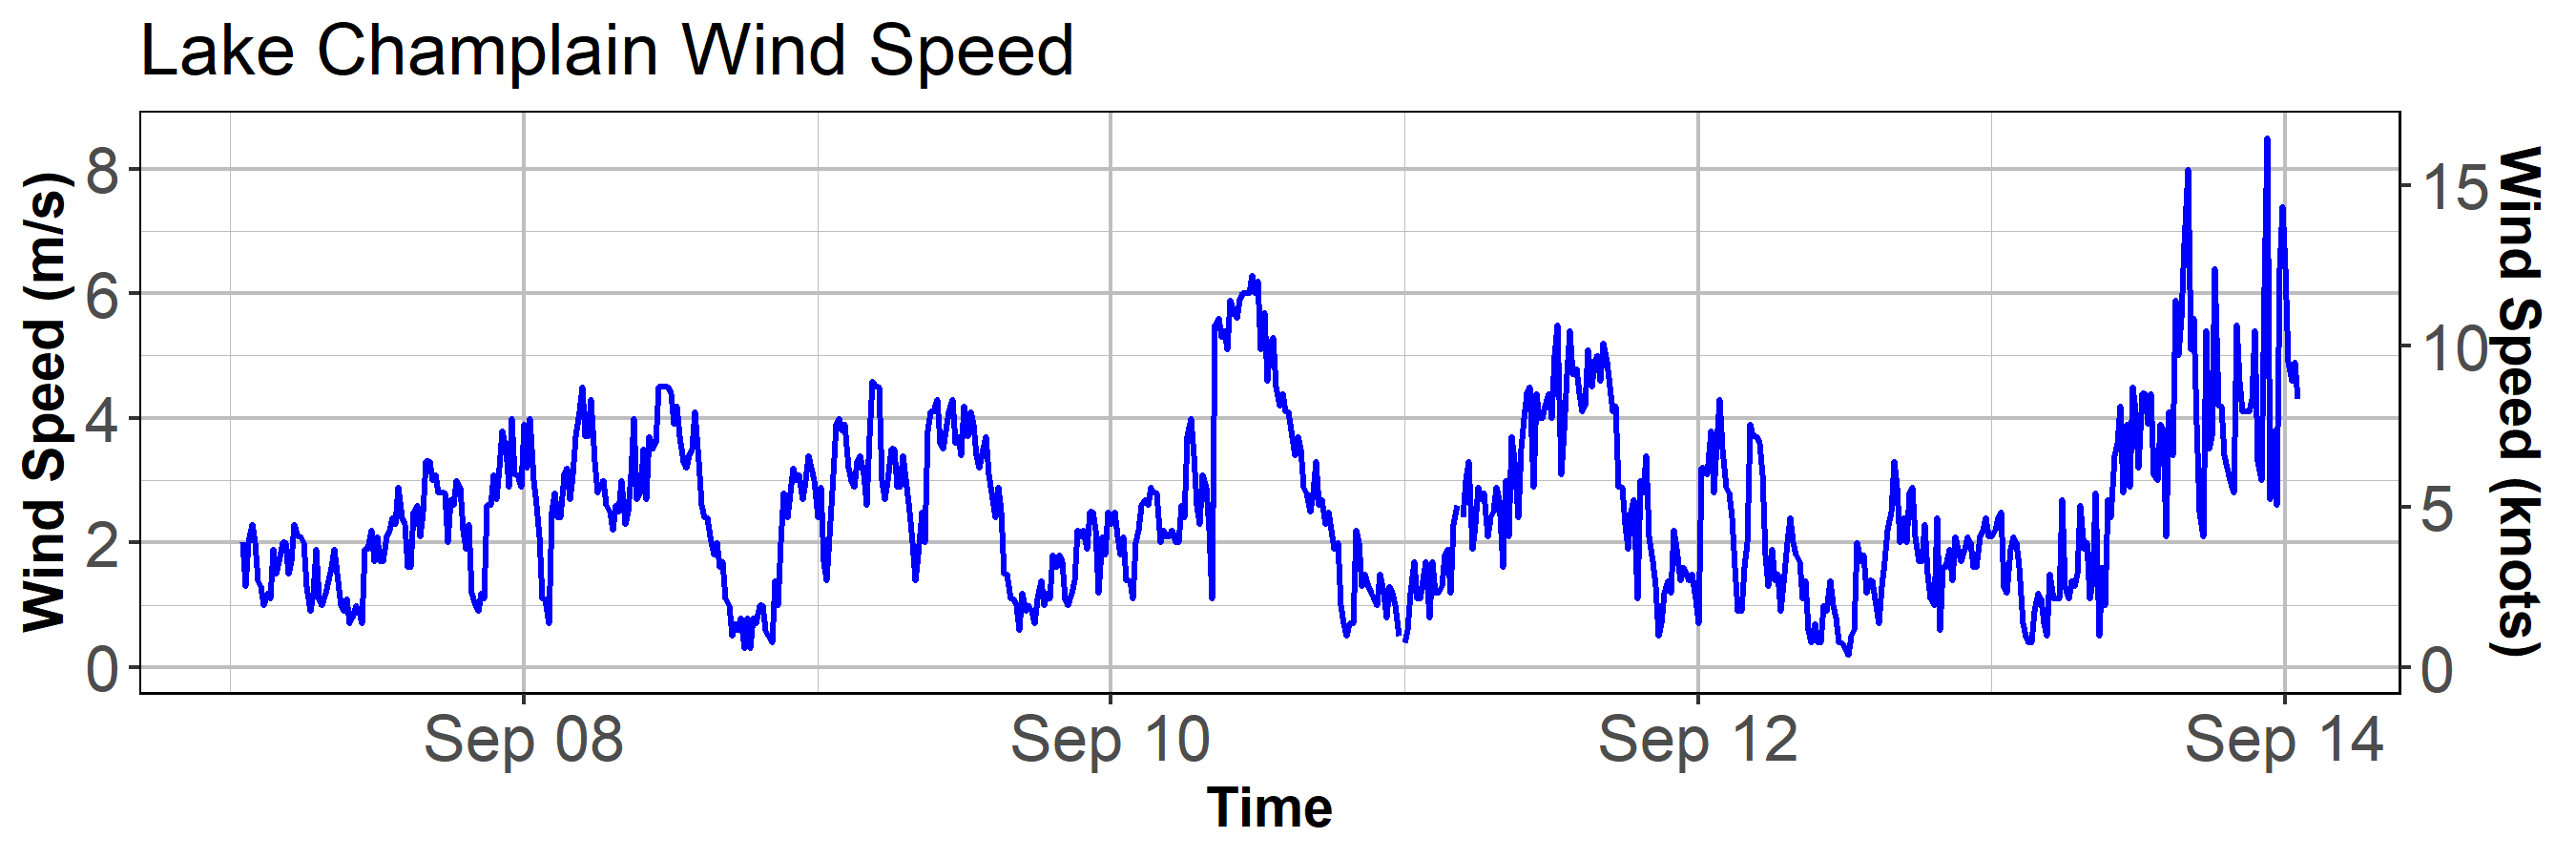 Lake Champlain Wind Speed
Wind Speed (m/s)
8
6
4
2
0
15
10
5
0
Wind Speed (knots)
Sep 08
Sep 10
Sep 12
Sep 14
Time